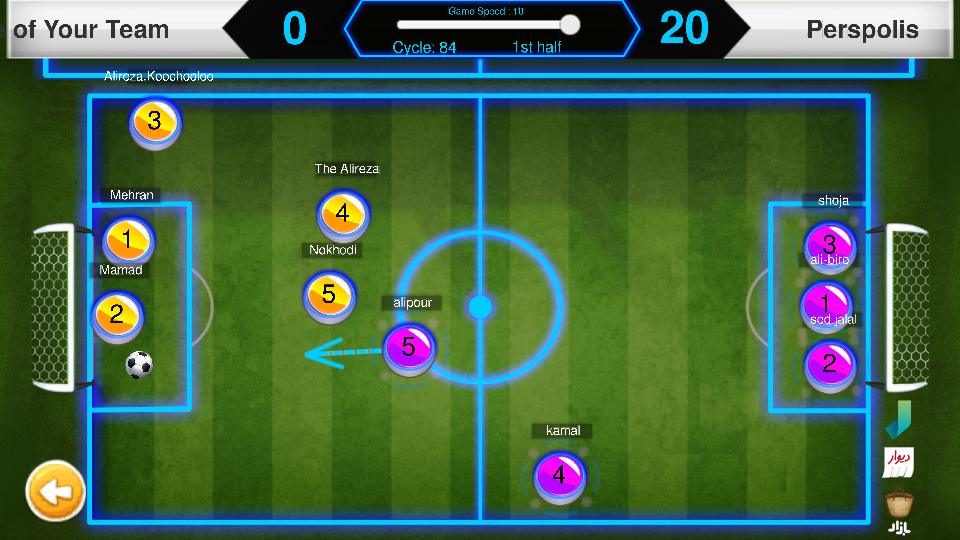 of Your Team
0
Game Speed : 10
Cycle: 84
1st half
20
Perspolis
Alireza.Koochooloo
3
Mehran
1
Mamad
2
The Alireza
4
Nokhodi
5
alipour
5
kamal
4
shoja
3
ali-biro
1
sed jalal
2
دیوار
بازار